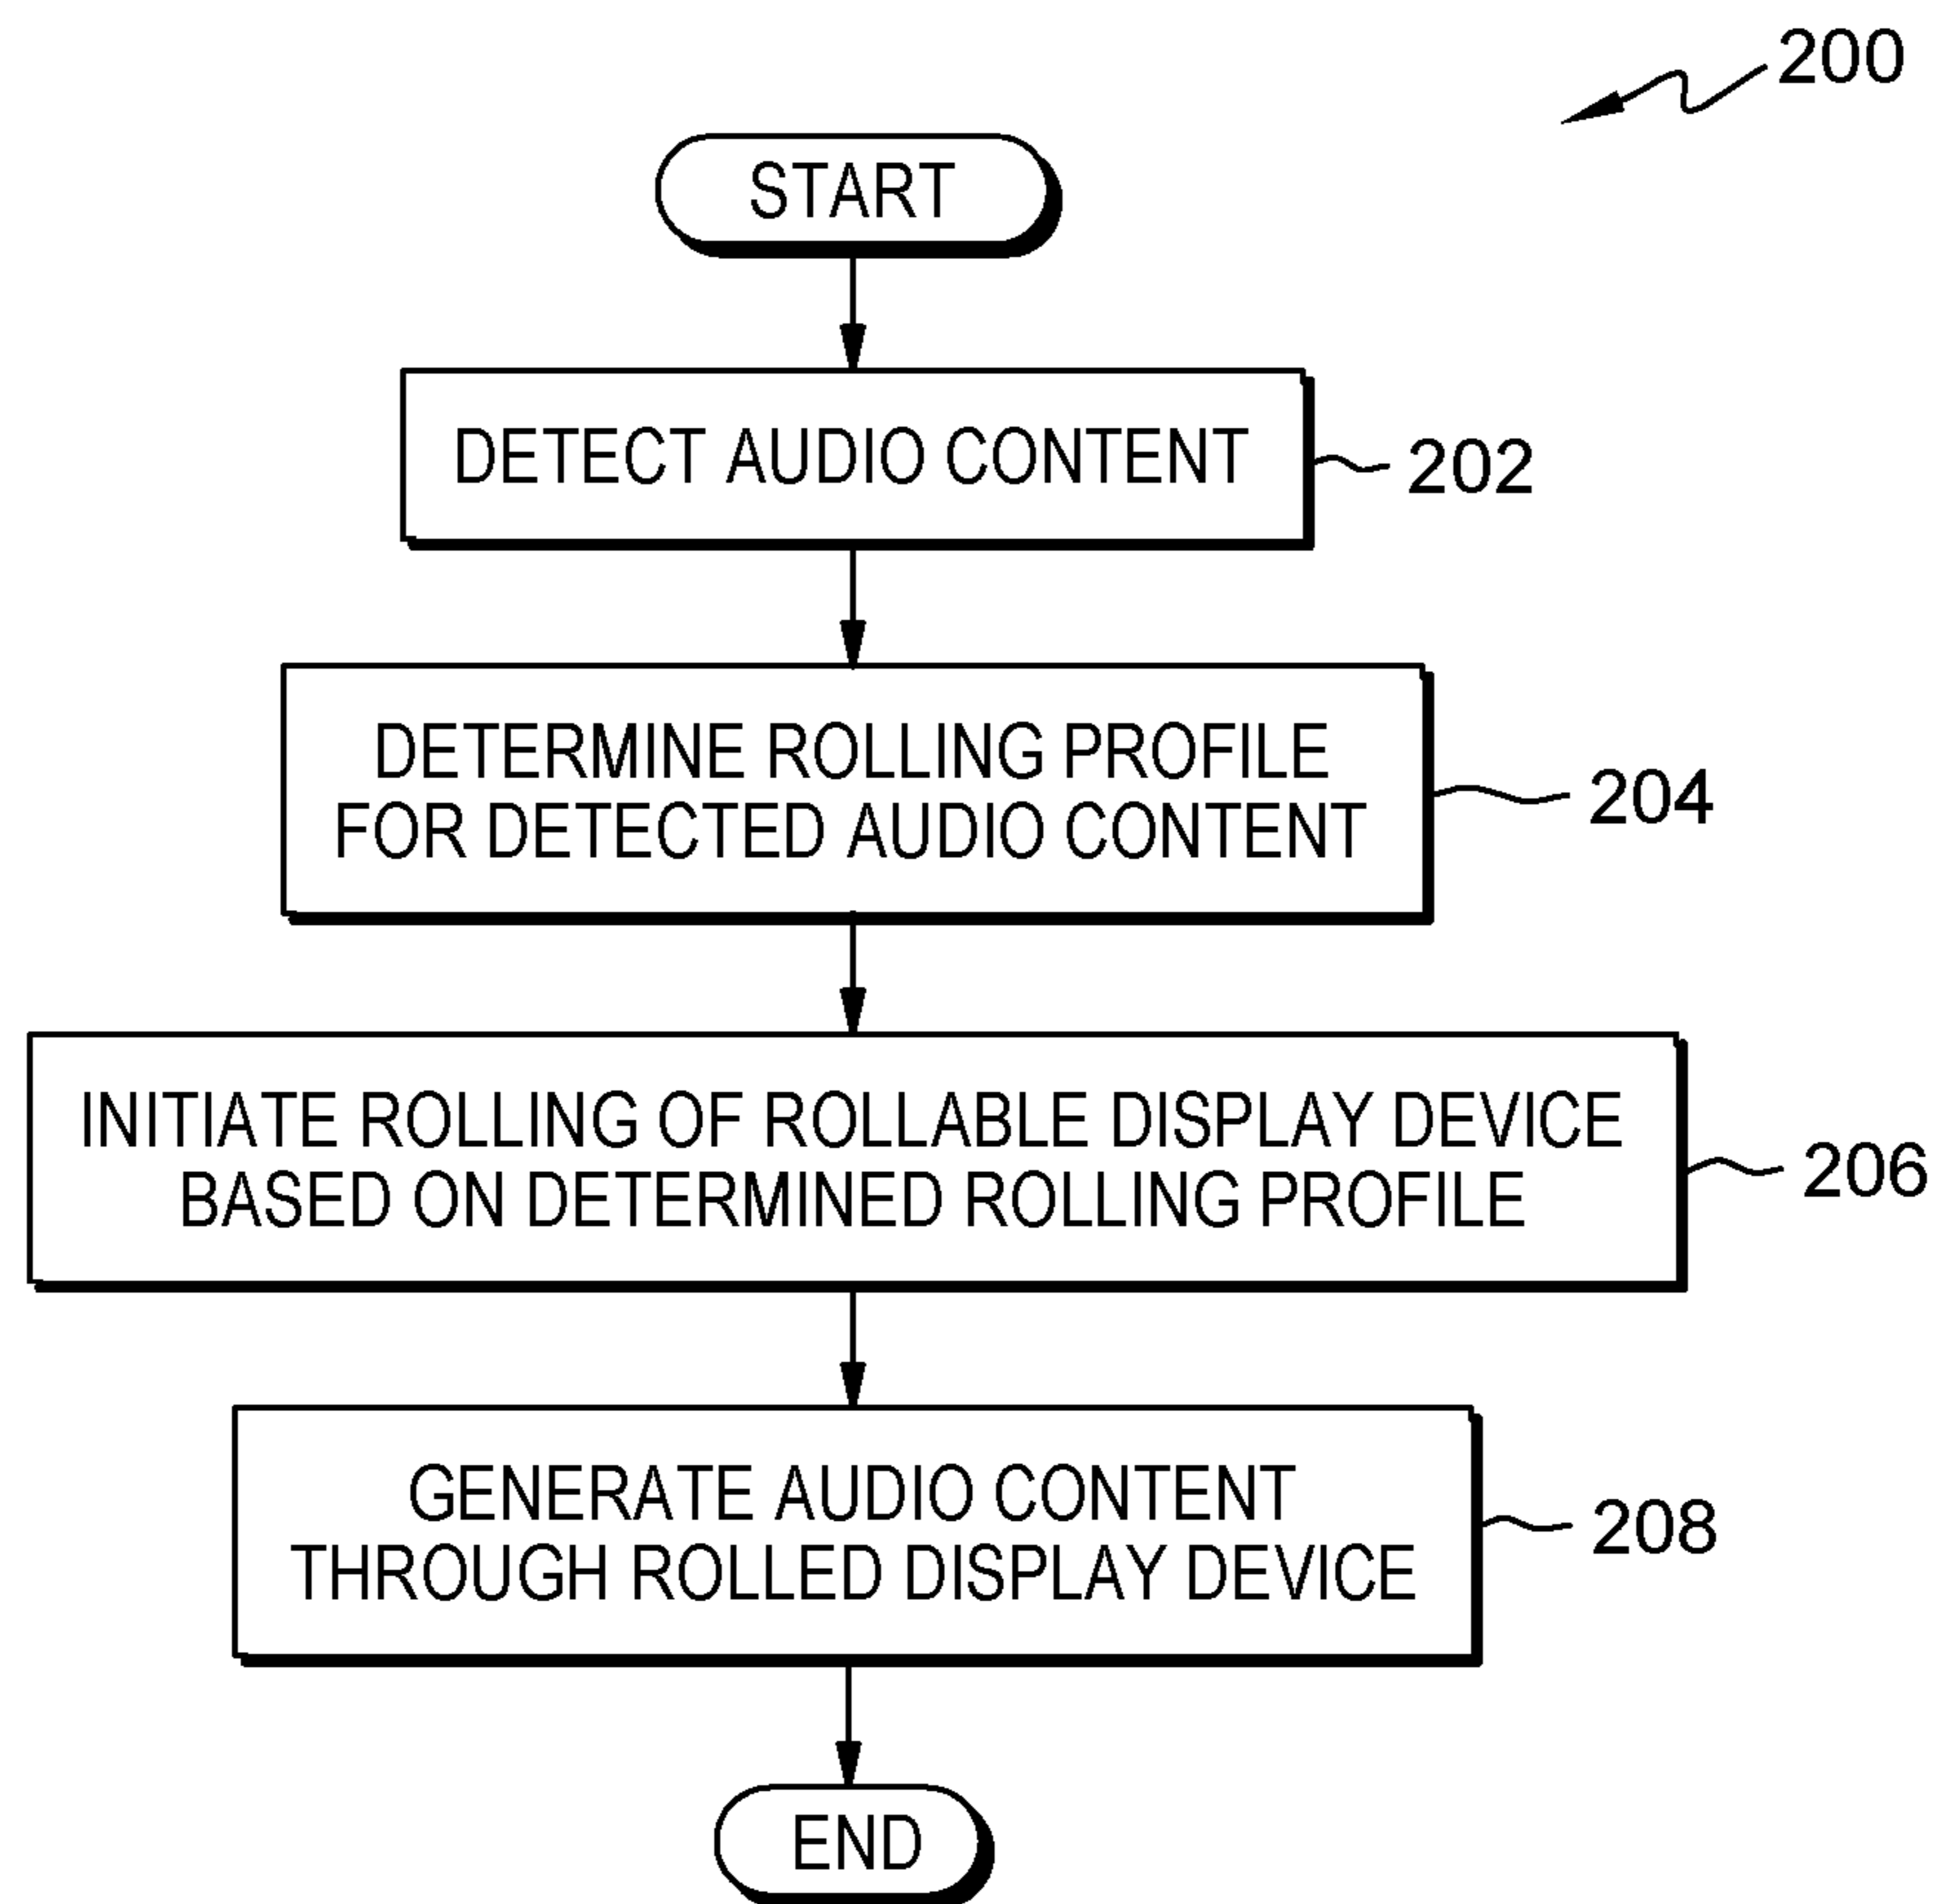 200
START
DETECT AUDIO CONTENT
202
DETERMINE ROLLING PROFILE
FOR DETECTED AUDIO CONTENT
204
INITIATE ROLLING OF ROLLABLE DISPLAY DEVICE
BASED ON DETERMINED ROLLING PROFILE
206
GENERATE AUDIO CONTENT
THROUGH ROLLED DISPLAY DEVICE
208
END